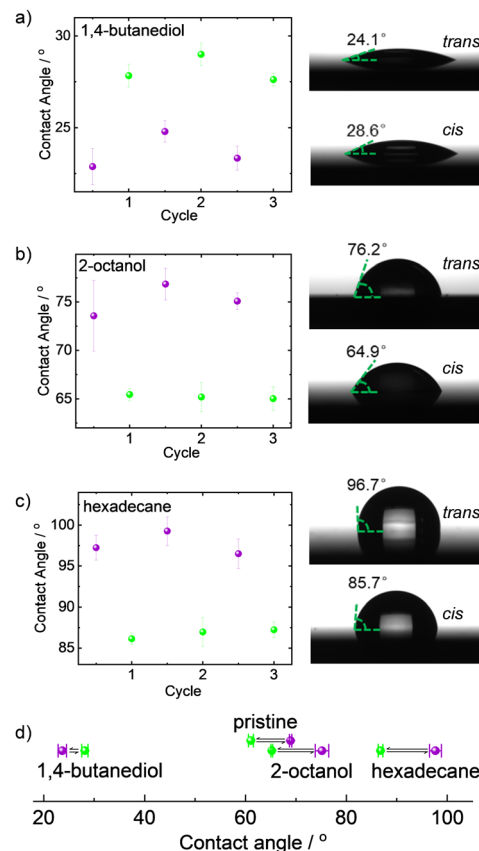 a)
1,4-butanediol
30
25
Contact Angle / °
1 2 3
Cycle
24.1° trans
28.6° cis
b)
2-octanol
80
75
70
65
Contact Angle / °
1 2 3
Cycle
76.2° trans
64.9° cis
c)
hexadecane
100
95
90
85
Contact Angle / °
1 2 3
Cycle
96.7° trans
85.7° cis
d)
pristine
1,4-butanediol 2-octanol hexadecane
20 40 60 80 100
Contact angle / °